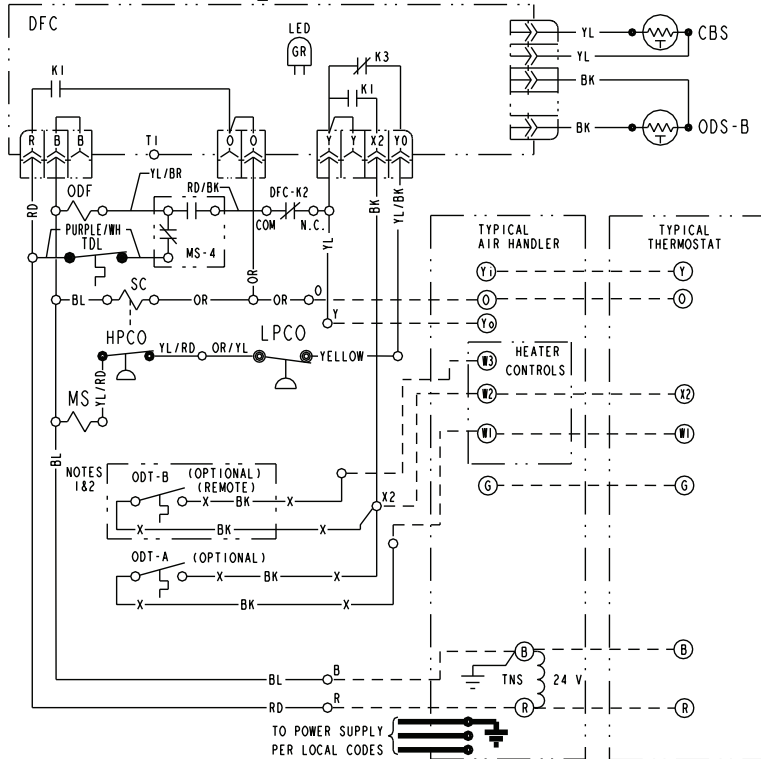 DFC
LED
GR
YL
CBS
YL
BK
BK
ODS-B
K1
K3
K1
R B B
T1
O O
Y Y X2 YO
YL/BR
RD/BK
DFC-K2
ODF
COM
N.C.
PURPLE/WH
TDL
MS-4
RD
OR
YL
BK
YL/BK
TYPICAL
AIR HANDLER
TYPICAL
THERMOSTAT
Yi
Y
SC
BL
OR
OR
O
O
O
Y
Yo
HPCO
LPCO
YL/RD
OR/YL
YELLOW
W3
HEATER
CONTROLS
YL/RD
MS
W2
X2
W1
W1
BL
NOTES
1&2
ODT-B
(OPTIONAL)
(REMOTE)
X
BK
X
X2
X
BK
X
G
G
ODT-A
(OPTIONAL)
X
BK
X
X
BK
X
BL
B
B
B
TNS
24 V
RD
R
R
R
TO POWER SUPPLY
PER LOCAL CODES